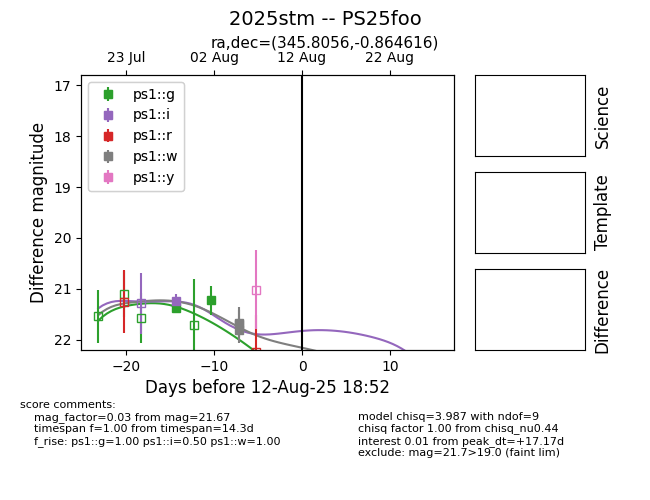 2025stm -- PS25foo
ra,dec=(345.8056,-0.864616)
23 Jul
02 Aug
12 Aug
22 Aug
17
18
19
20
21
22
Difference magnitude
ps1::g
ps1::i
ps1::r
ps1::w
ps1::y
Science
Template
Difference
−20
−10
0
10
Days before 12-Aug-25 18:52
score comments:
mag_factor=0.03 from mag=21.67
timespan f=1.00 from timespan=14.3d
f_rise: ps1::g=1.00 ps1::i=0.50 ps1::w=1.00
model chisq=3.987 with ndof=9
chisq factor 1.00 from chisq_nu0.44
interest 0.01 from peak_dt=+17.17d
exclude: mag=21.7>19.0 (faint lim)